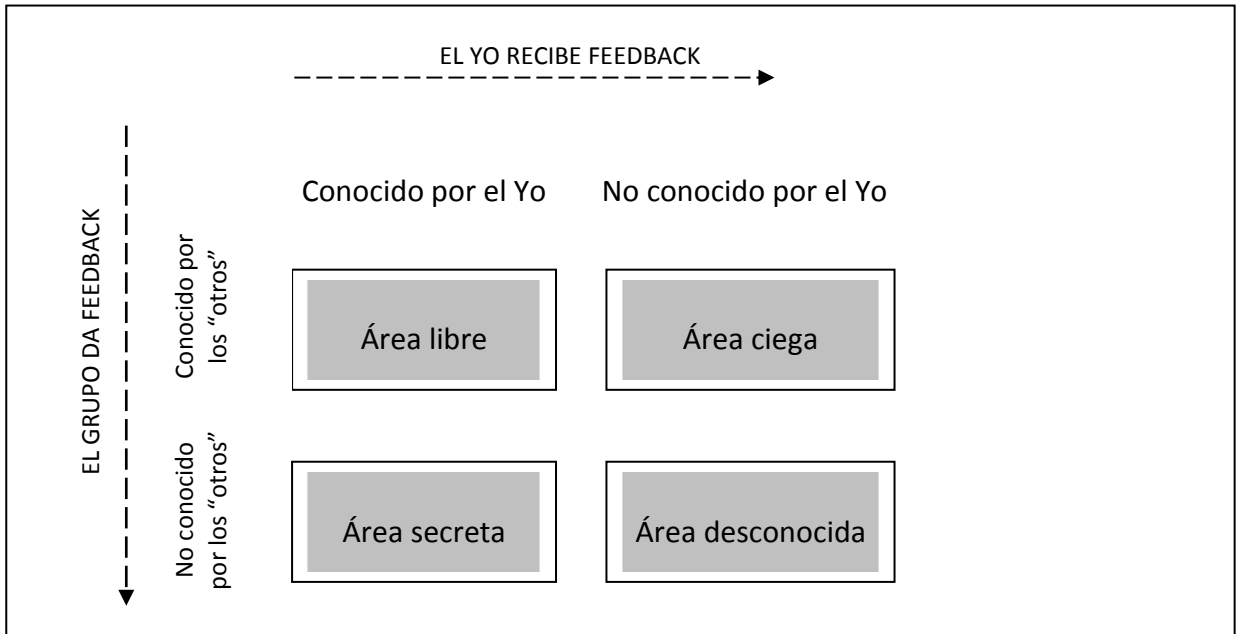 EL YO RECIBE FEEDBACK
EL GRUPO DA FEEDBACK
Conocido por el Yo
No conocido por el Yo
Conocido por
los “otros”
Área libre
Área ciega
No conocido
por los “otros”
Área secreta
Área desconocida